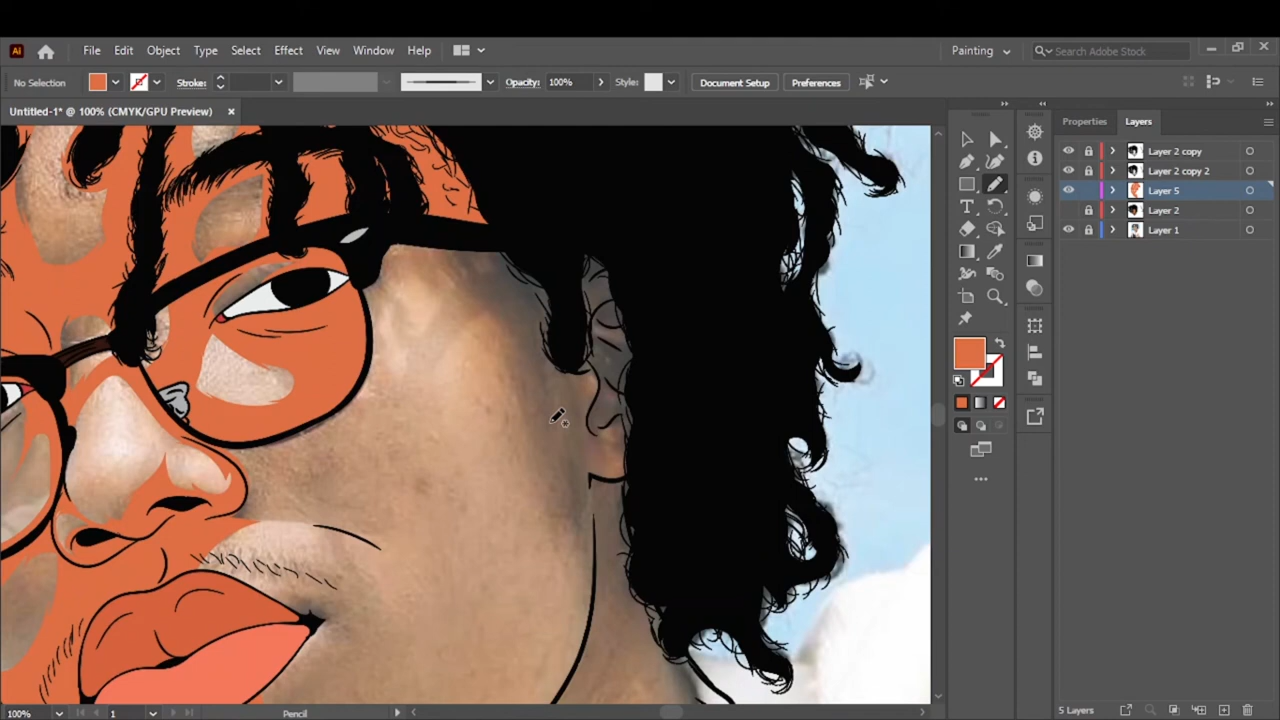 Ai File Edit Object Type Select Effect View Window Help Painting Search Adobe Stock
No Selection Stroke: Opacity: 100% Style: Document Setup Preferences
Untitled-1* @ 100% (CMYK/GPU Preview) ×
Properties Layers
Layer 2 copy
Layer 2 copy 2
Layer 5
Layer 2
Layer 1
100% 1 Pencil 5 Layers